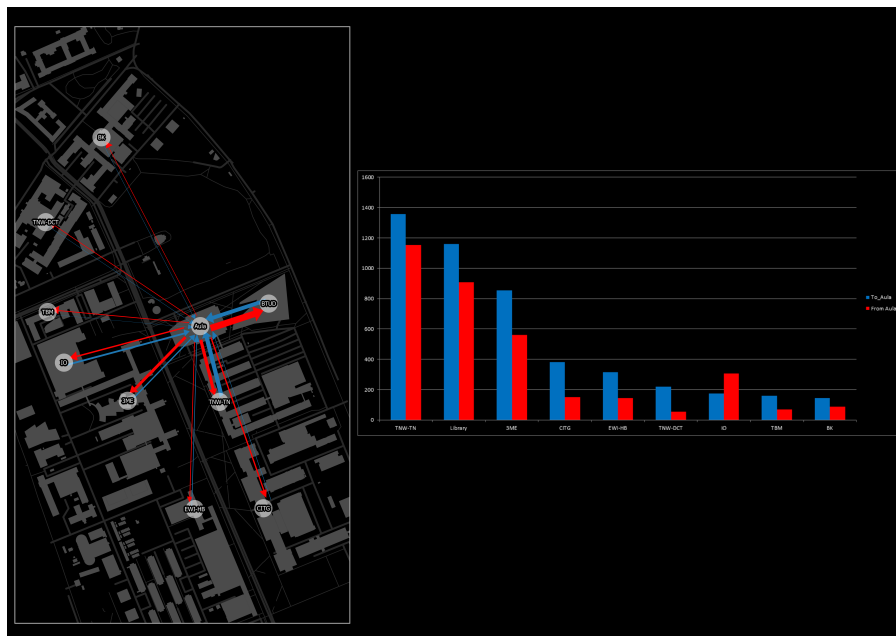 BK
TNW-DCT
BTUD
TBM
Aula
IO
3ME
TNW-TN
EWI-HB
CITG
1600
1400
1200
1000
800
600
400
200
0
TNW-TN Library 3ME CITG EWI-HB TNW-DCT IO TBM BK
To_Aula
From Aula